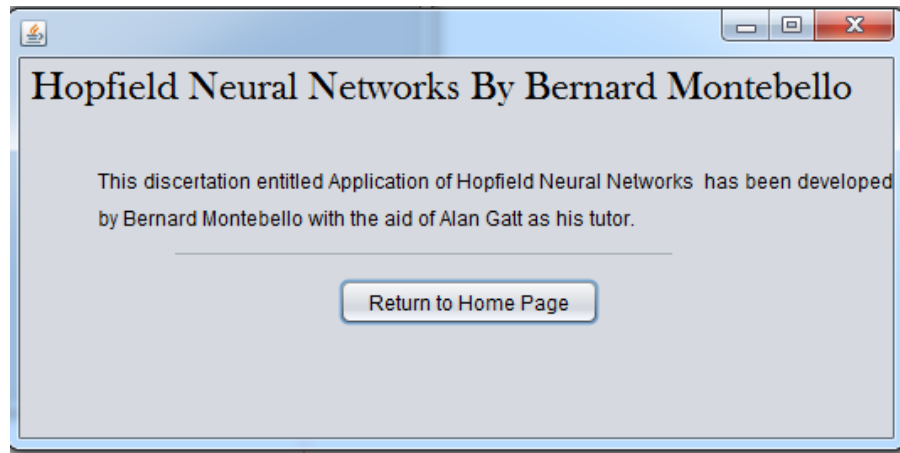 Hopfield Neural Networks By Bernard Montebello
This discertation entitled Application of Hopfield Neural Networks  has been developed
by Bernard Montebello with the aid of Alan Gatt as his tutor.
Return to Home Page